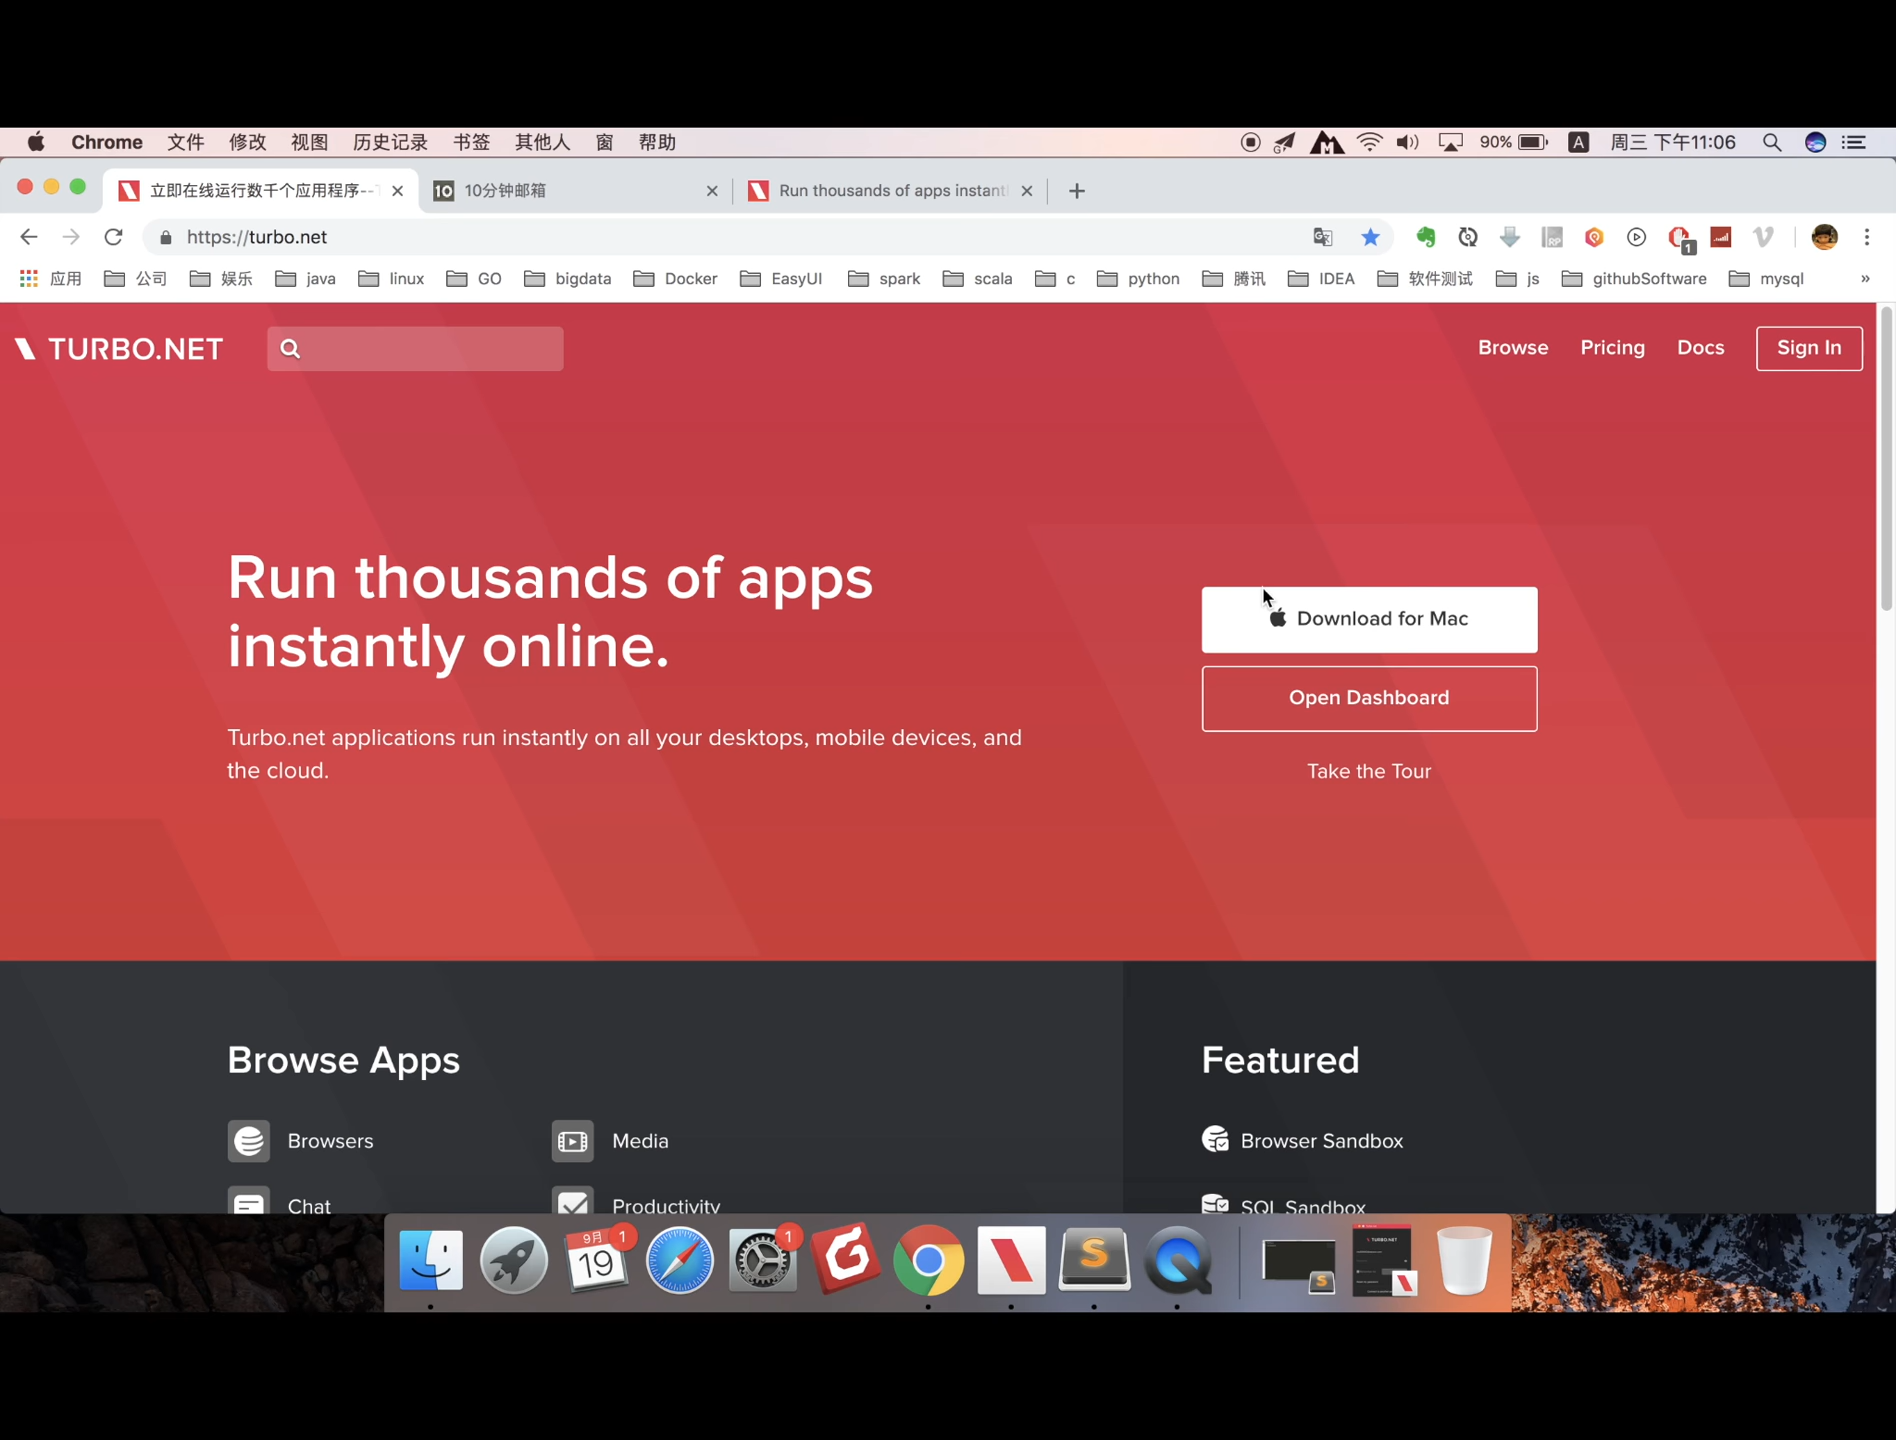 Chrome 文件 修改 视图 历史记录 书签 其他人 窗 帮助 90% A 周三 下午11:06
立即在线运行数千个应用程序-- 10 10分钟邮箱 Run thousands of apps instant
https://turbo.net 1
应用 公司 娱乐 java linux GO bigdata Docker EasyUI spark scala c python 腾讯 IDEA 软件测试 js githubSoftware mysql »
TURBO.NET Browse Pricing Docs Sign In
Run thousands of apps
instantly online.
Turbo.net applications run instantly on all your desktops, mobile devices, and
the cloud.
Download for Mac
Open Dashboard
Take the Tour
Browse Apps
Browsers Media
Chat Productivity
Featured
Browser Sandbox
SQL Sandbox
9月 19 1 1